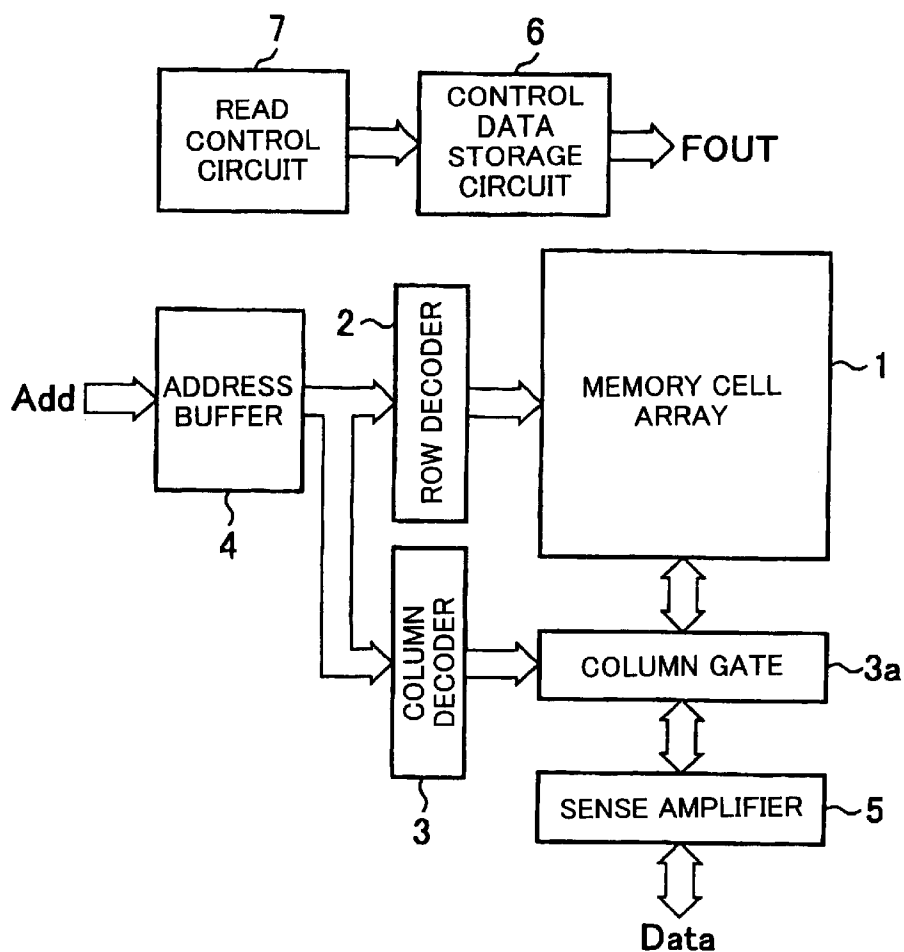 7
6
READ
CONTROL
CIRCUIT
CONTROL
DATA
STORAGE
CIRCUIT
FOUT
2
ROW DECODER
MEMORY CELL
ARRAY
1
Add
ADDRESS
BUFFER
4
COLUMN
DECODER
3
COLUMN GATE
3a
SENSE AMPLIFIER
5
Data